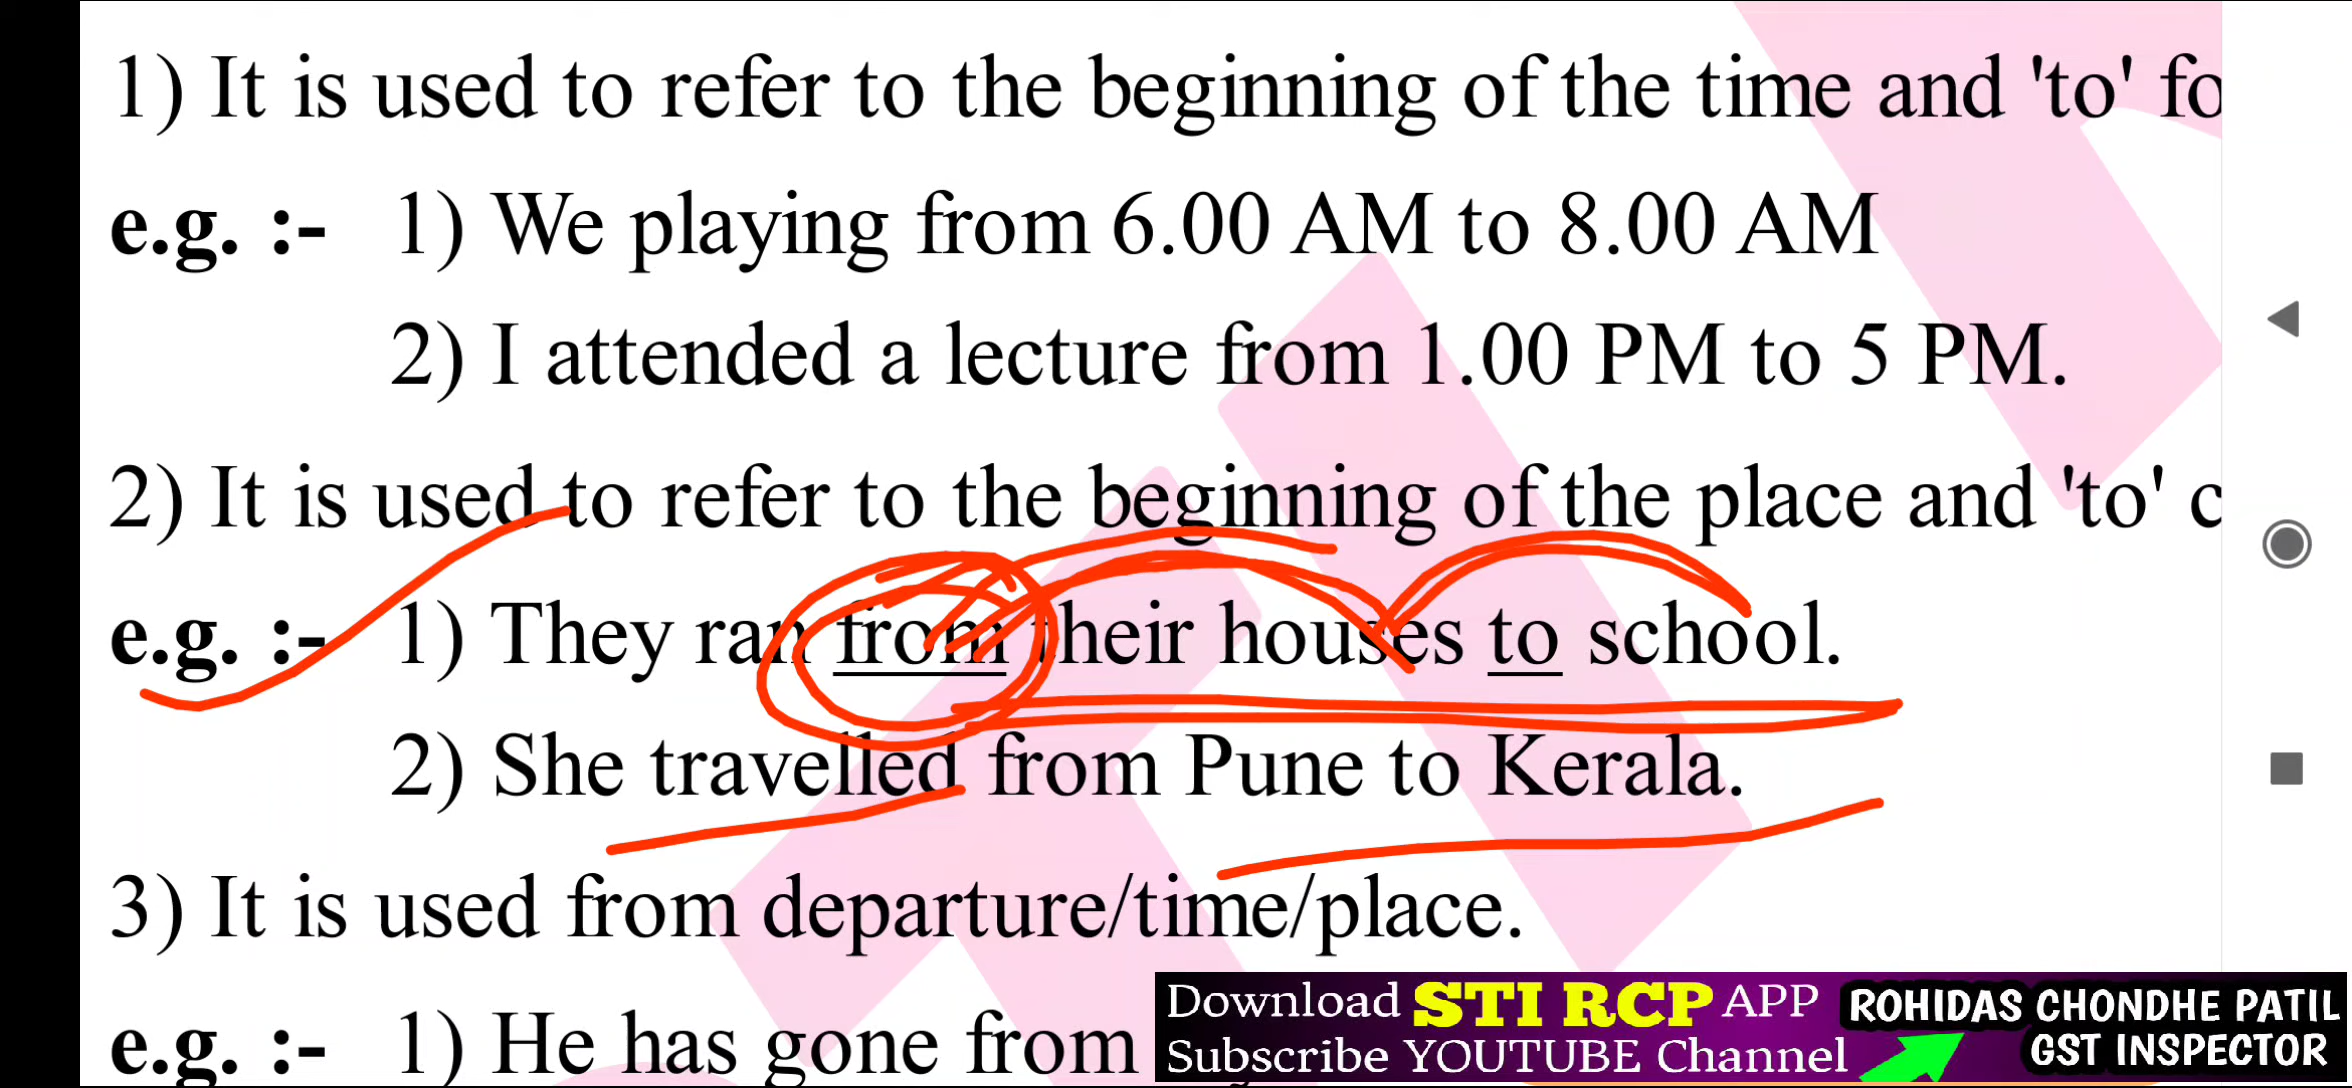 1) It is used to refer to the beginning of the time and 'to' fo
e.g. :- 1) We playing from 6.00 AM to 8.00 AM
2) I attended a lecture from 1.00 PM to 5 PM.
2) It is used to refer to the beginning of the place and 'to'
e.g. :- 1) They ran from their houses to school.
2) She travelled from Pune to Kerala.
3) It is used from departure/time/place.
e.g. :- 1) He has gone from
Download STI RCP APP
Subscribe YOUTUBE Channel
ROHIDAS CHONDHE PATIL
GST INSPECTOR